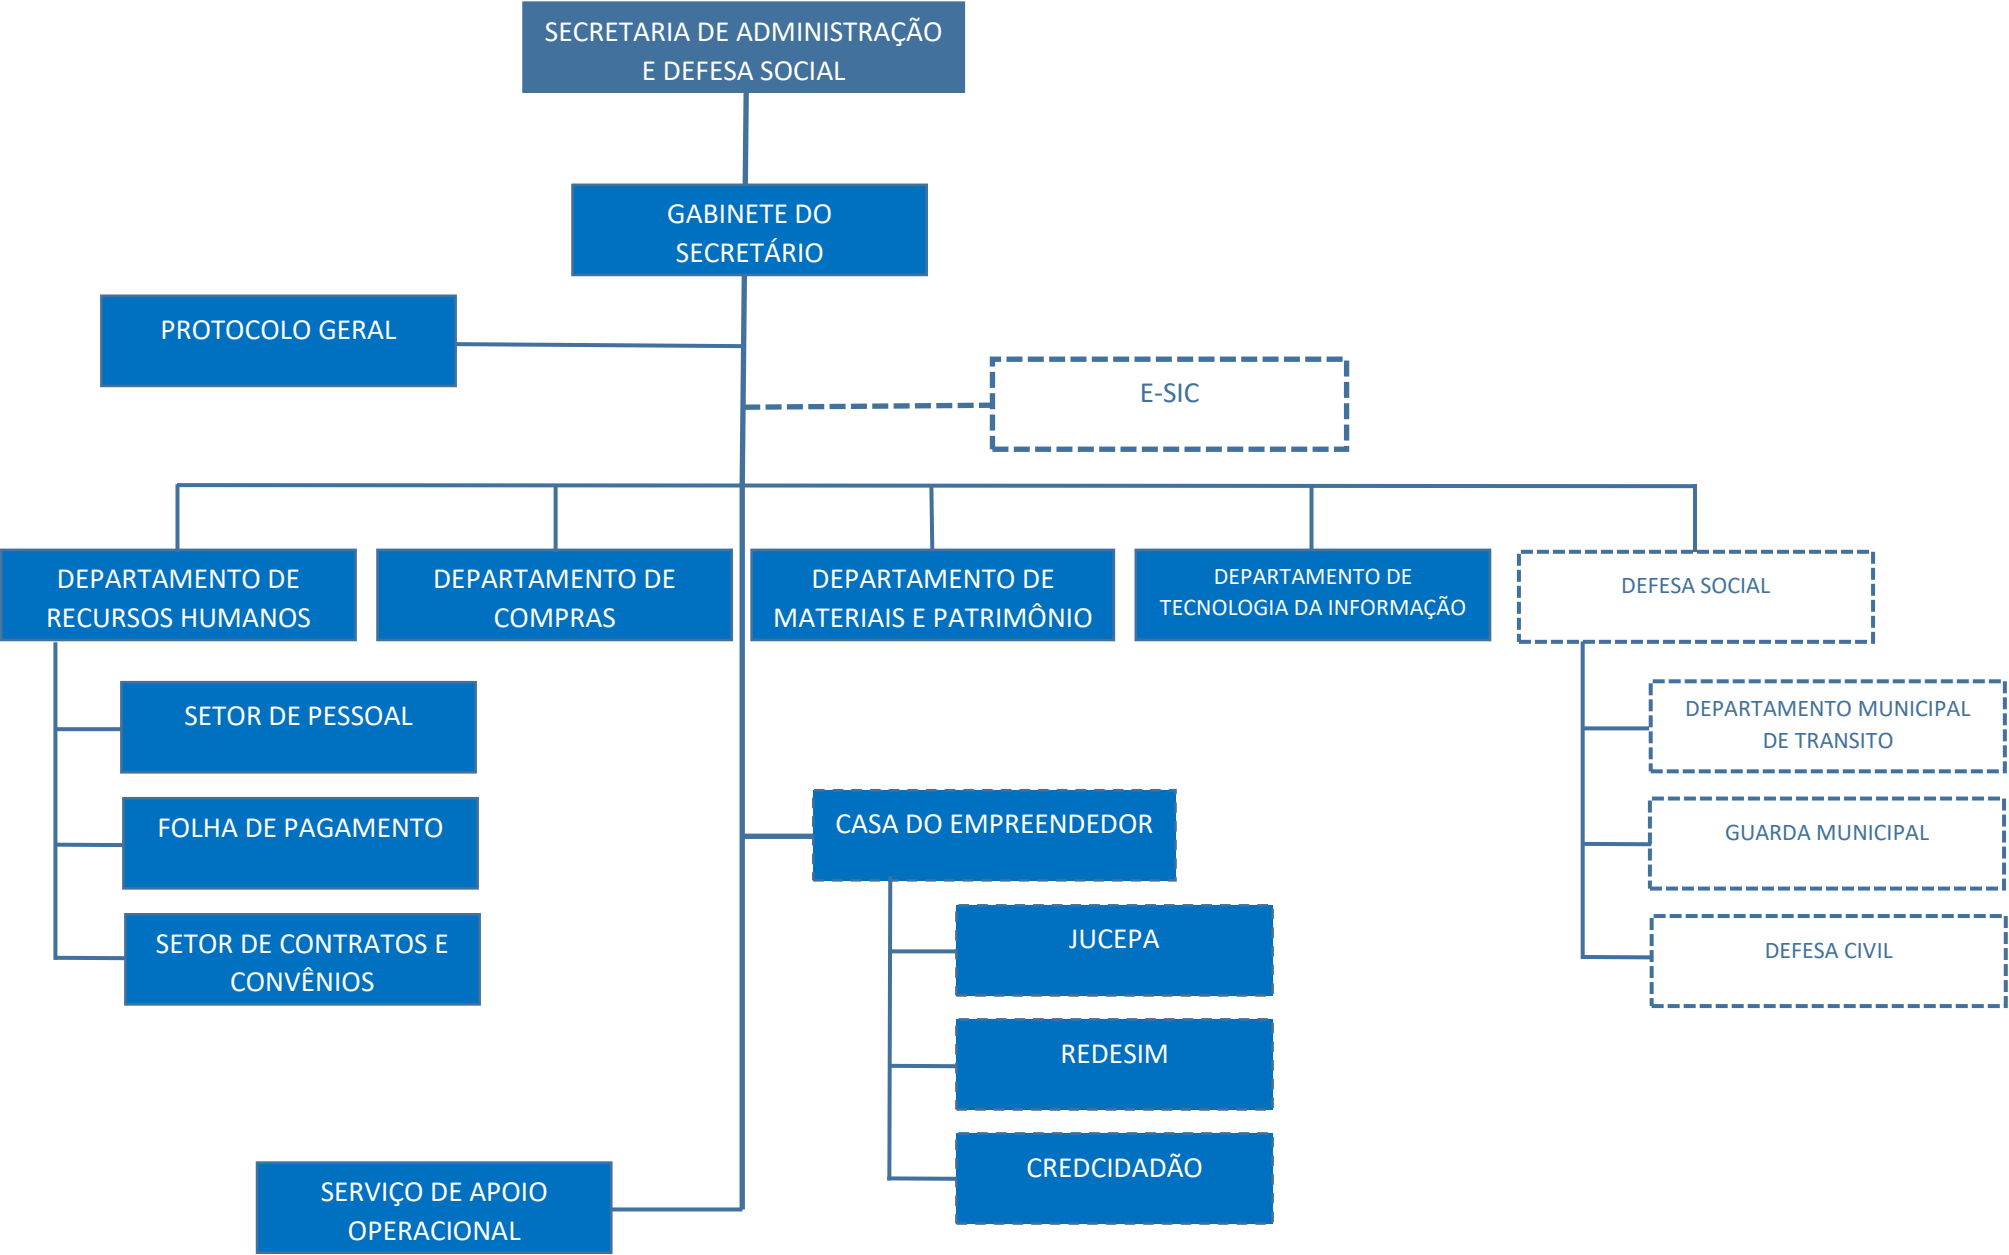 SECRETARIA DE ADMINISTRAÇÃO
E DEFESA SOCIAL
GABINETE DO
SECRETÁRIO
PROTOCOLO GERAL
E-SIC
DEPARTAMENTO DE
RECURSOS HUMANOS
DEPARTAMENTO DE
COMPRAS
DEPARTAMENTO DE
MATERIAIS E PATRIMÔNIO
DEPARTAMENTO DE
TECNOLOGIA DA INFORMAÇÃO
DEFESA SOCIAL
SETOR DE PESSOAL
FOLHA DE PAGAMENTO
SETOR DE CONTRATOS E
CONVÊNIOS
CASA DO EMPREENDEDOR
JUCEPA
REDESIM
CREDCIDADÃO
DEPARTAMENTO MUNICIPAL
DE TRANSITO
GUARDA MUNICIPAL
DEFESA CIVIL
SERVIÇO DE APOIO
OPERACIONAL